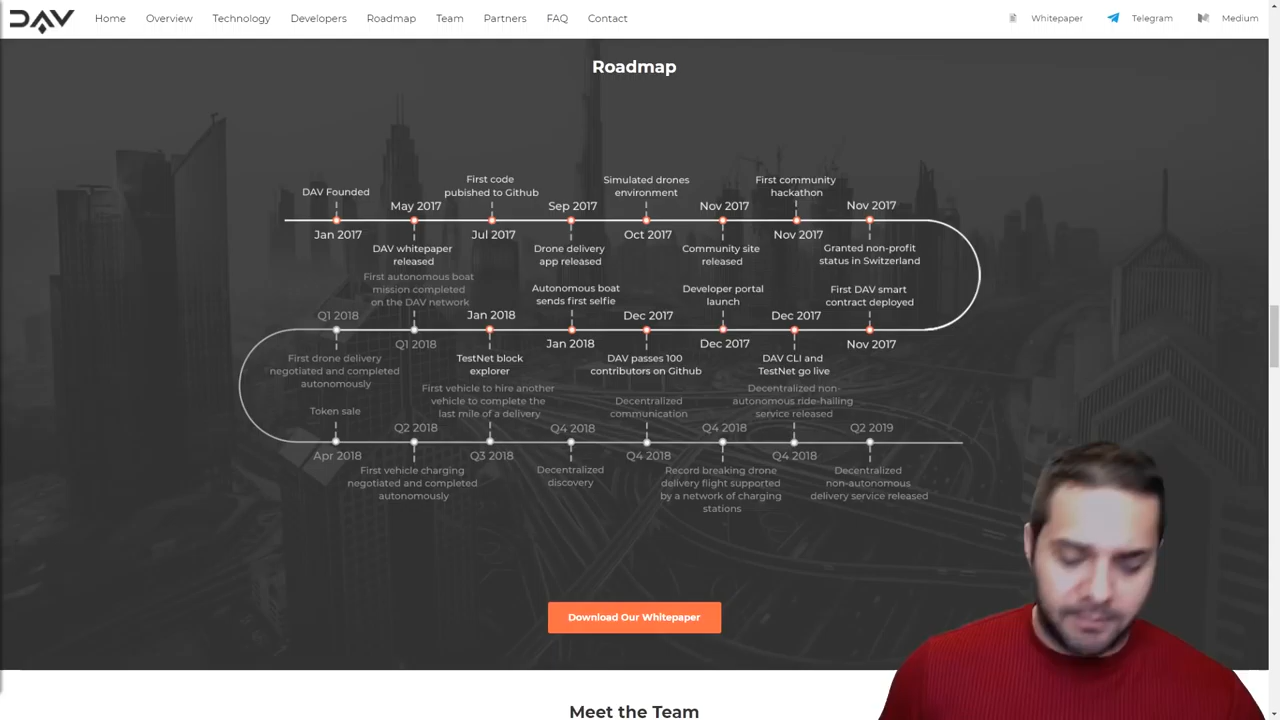 DAV
Home
Overview
Technology
Developers
Roadmap
Team
Partners
FAQ
Contact
Whitepaper
Telegram
Medium
Roadmap
DAV Founded
Jan 2017
May 2017
DAV whitepaper
released
First code
pubished to Github
Jul 2017
Sep 2017
Drone delivery
app released
Simulated drones
environment
Oct 2017
Nov 2017
Community site
released
First community
hackathon
Nov 2017
Nov 2017
Granted non-profit
status in Switzerland
First DAV smart
contract deployed
Nov 2017
Dec 2017
DAV CLI and
TestNet go live
Developer portal
launch
Dec 2017
Dec 2017
DAV passes 100
contributors on Github
Autonomous boat
sends first selfie
Jan 2018
Jan 2018
TestNet block
explorer
First autonomous boat
mission completed
on the DAV network
Q1 2018
Q1 2018
First drone delivery
negotiated and completed
autonomously
Token sale
Apr 2018
Q2 2018
First vehicle charging
negotiated and completed
autonomously
First vehicle to hire another
vehicle to complete the
last mile of a delivery
Q3 2018
Q4 2018
Decentralized
discovery
Decentralized
communication
Q4 2018
Q4 2018
Record breaking drone
delivery flight supported
by a network of charging
stations
Decentralized non-
autonomous ride-hailing
service released
Q4 2018
Q2 2019
Decentralized
non-autonomous
delivery service released
Download Our Whitepaper
Meet the Team